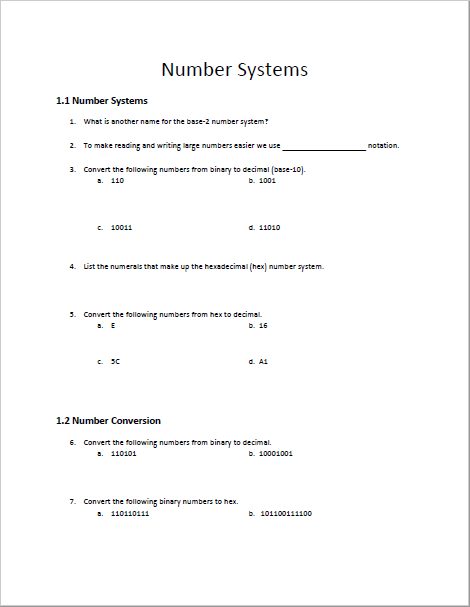 Number Systems
1.1 Number Systems
1. What is another name for the base-2 number system?
2. To make reading and writing large numbers easier we use ____________________ notation.
3. Convert the following numbers from binary to decimal (base-10).
a. 110 b. 1001
c. 10011 d. 11010
4. List the numerals that make up the hexadecimal (hex) number system.
5. Convert the following numbers from hex to decimal.
a. E b. 16
c. 5C d. A1
1.2 Number Conversion
6. Convert the following numbers from binary to decimal.
a. 110101 b. 10001001
7. Convert the following binary numbers to hex.
a. 110110111 b. 101100111100